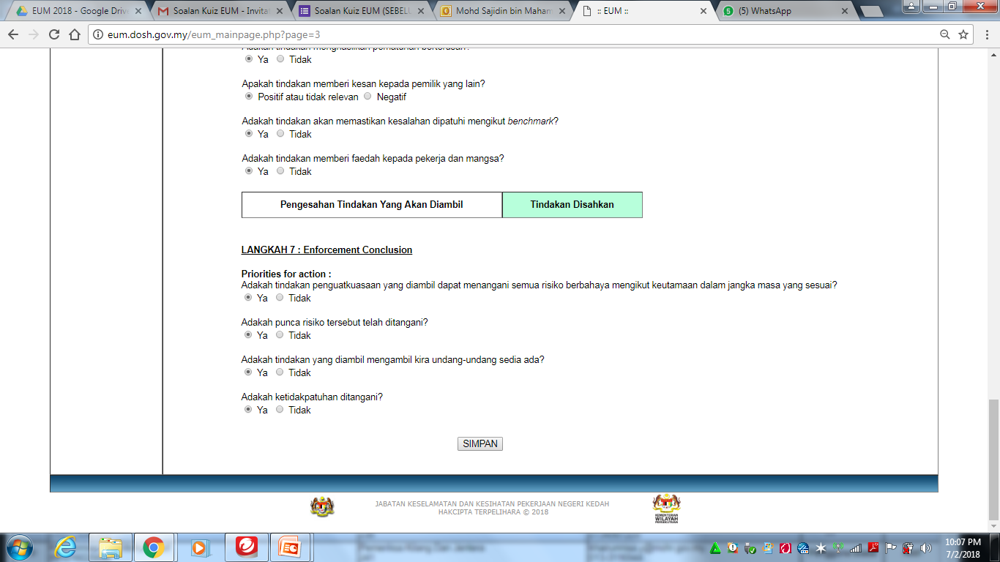 EUM 2018 - Google Drive
Soalan Kuiz EUM - Invitat
Soalan Kuiz EUM (SEBELU
Mohd Sajidin bin Maham
:: EUM ::
(5) WhatsApp
eum.dosh.gov.my/eum_mainpage.php?page=3
Adakah tindakan menghasilkan pematuhan berterusan?
Ya Tidak
Apakah tindakan memberi kesan kepada pemilik yang lain?
Positif atau tidak relevan Negatif
Adakah tindakan akan memastikan kesalahan dipatuhi mengikut benchmark?
Ya Tidak
Adakah tindakan memberi faedah kepada pekerja dan mangsa?
Ya Tidak
Pengesahan Tindakan Yang Akan Diambil Tindakan Disahkan
LANGKAH 7 : Enforcement Conclusion
Priorities for action :
Adakah tindakan penguatkuasaan yang diambil dapat menangani semua risiko berbahaya mengikut keutamaan dalam jangka masa yang sesuai?
Ya Tidak
Adakah punca risiko tersebut telah ditangani?
Ya Tidak
Adakah tindakan yang diambil mengambil kira undang-undang sedia ada?
Ya Tidak
Adakah ketidakpatuhan ditangani?
Ya Tidak
SIMPAN
JABATAN KESELAMATAN DAN KESIHATAN PEKERJAAN NEGERI KEDAH
HAKCIPTA TERPELIHARA © 2018
KEMENTERIAN
WILAYAH
PERSEKUTUAN
10:07 PM
7/2/2018